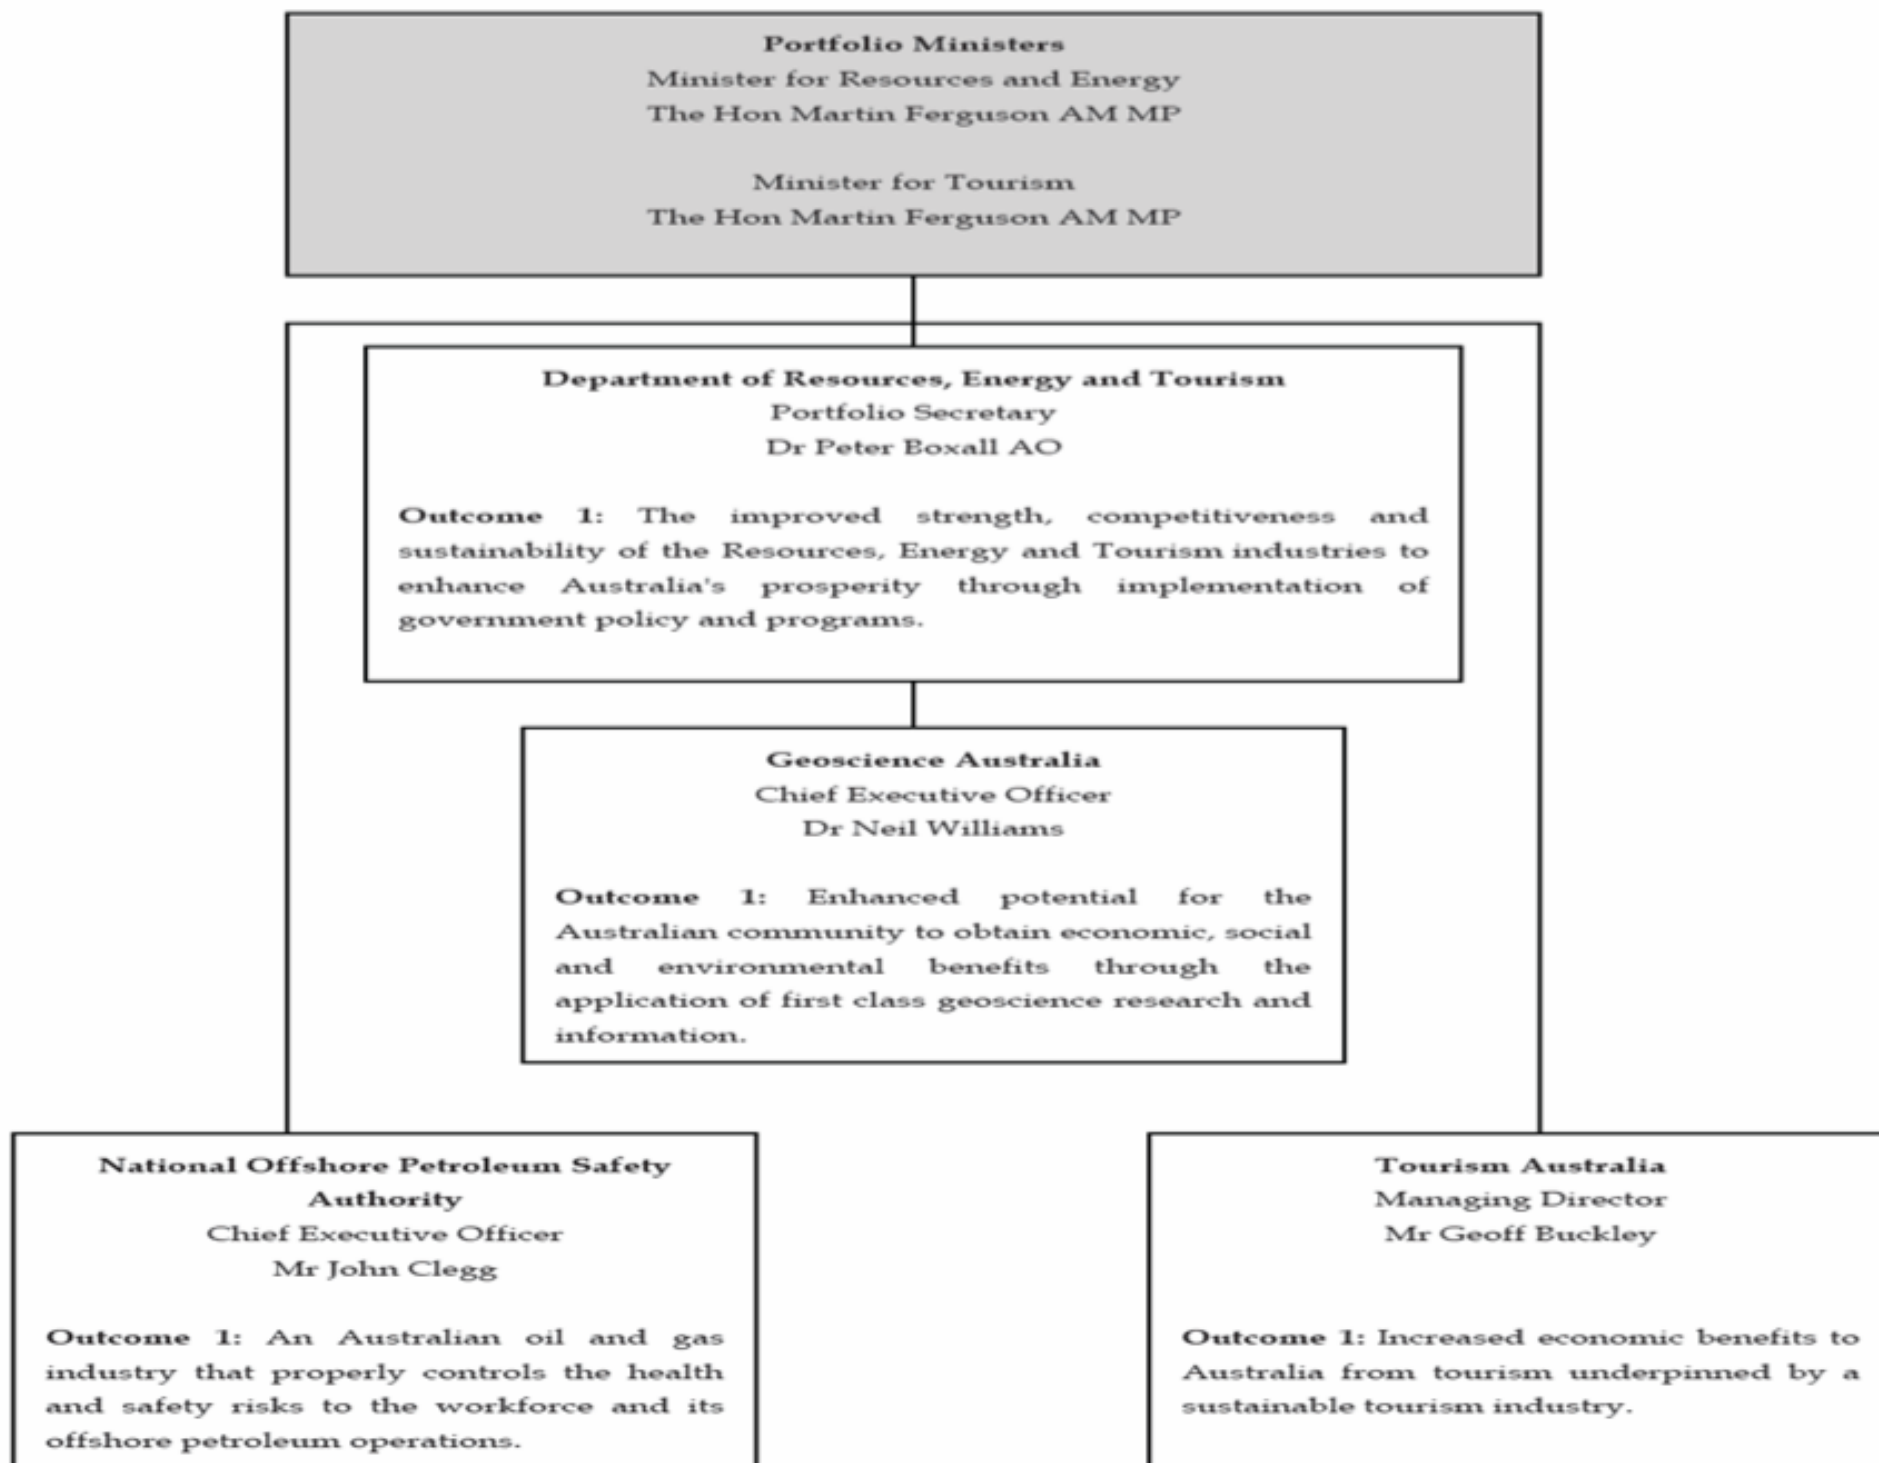 Portfolio Ministers
Minister for Resources and Energy
The Hon Martin Ferguson AM MP
Minister for Tourism
The Hon Martin Ferguson AM MP
Department of Resources, Energy and Tourism
Portfolio Secretary
Dr Peter Boxall AO
Outcome 1: The improved strength, competitiveness and
sustainability of the Resources, Energy and Tourism industries to
enhance Australia's prosperity through implementation of
government policy and programs.
Geoscience Australia
Chief Executive Officer
Dr Neil Williams
Outcome 1: Enhanced potential for the
Australian community to obtain economic, social
and environmental benefits through the
application of first class geoscience research and
information.
National Offshore Petroleum Safety
Authority
Chief Executive Officer
Mr John Clegg
Outcome 1: An Australian oil and gas
industry that properly controls the health
and safety risks to the workforce and its
offshore petroleum operations.
Tourism Australia
Managing Director
Mr Geoff Buckley
Outcome 1: Increased economic benefits to
Australia from tourism underpinned by a
sustainable tourism industry.